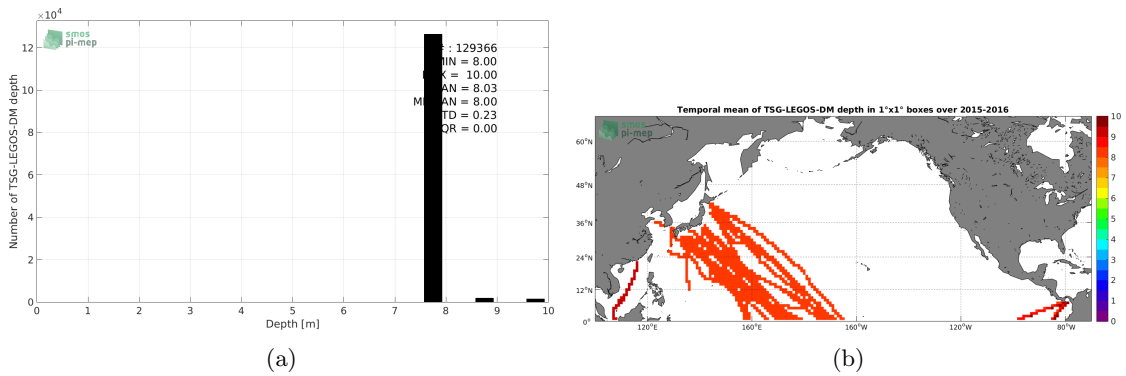 ×10⁴
smos
pi-mep
: 129366
MIN = 8.00
X = 10.00
AN = 8.03
AN = 8.00
TD = 0.23
QR = 0.00
12
10
8
6
4
2
0
Number of TSG-LEGOS-DM depth
0 1 2 3 4 5 6 7 8 9 10
Depth [m]
(a)
Temporal mean of TSG-LEGOS-DM depth in 1°x1° boxes over 2015-2016
smos
pi-mep
60°N
48°N
36°N
24°N
12°N
0°
120°E 160°E 160°W 120°W 80°W
10
9
8
7
6
5
4
3
2
1
0
(b)